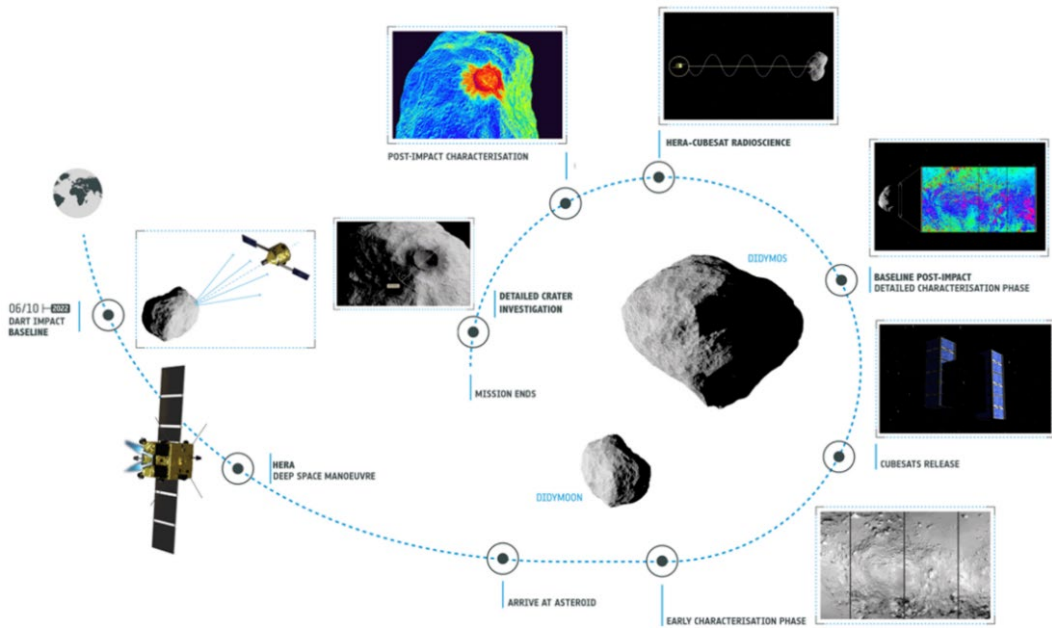 POST-IMPACT CHARACTERISATION
HERA-CUBESAT RADIOSCIENCE
DIDYMOS
BASELINE POST-IMPACT
DETAILED CHARACTERISATION PHASE
06/10 2022
DART IMPACT
BASELINE
DETAILED CRATER
INVESTIGATION
MISSION ENDS
HERA
DEEP SPACE MANOEUVRE
CUBESATS RELEASE
DIDYMOON
ARRIVE AT ASTEROID
EARLY CHARACTERISATION PHASE